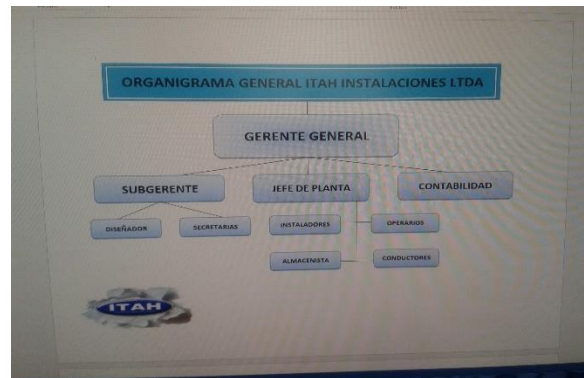 ORGANIGRAMA GENERAL ITAH INSTALACIONES LTDA
GERENTE GENERAL
SUBGERENTE
JEFE DE PLANTA
CONTABILIDAD
DISEÑADOR
SECRETARIAS
INSTALADORES
OPERARIOS
ALMACENISTA
CONDUCTORES
ITAH